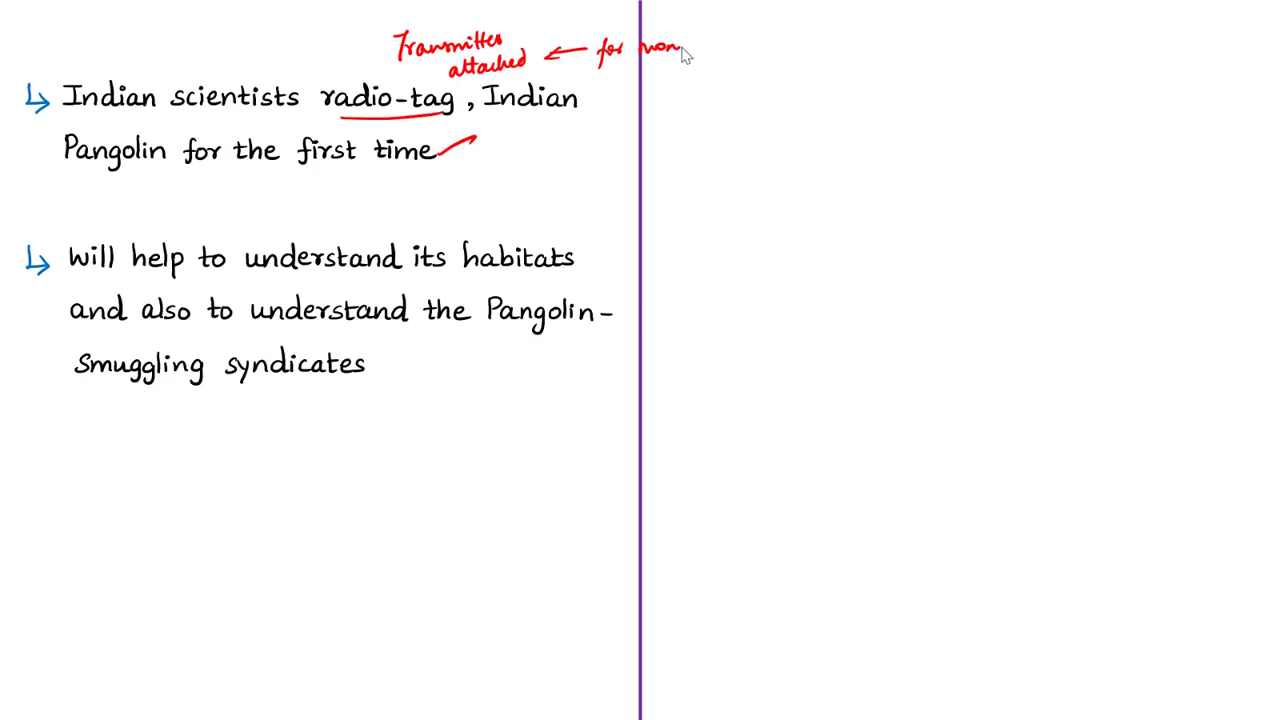 Transmitter
attached ← for mon
↳ Indian scientists radio-tag, Indian
Pangolin for the first time
↳ Will help to understand its habitats
and also to understand the Pangolin-
Smuggling syndicates